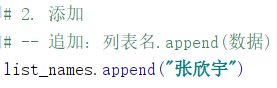 # 2. 添加
# -- 追加：列表名.append(数据)
list_names.append("张欣宇")